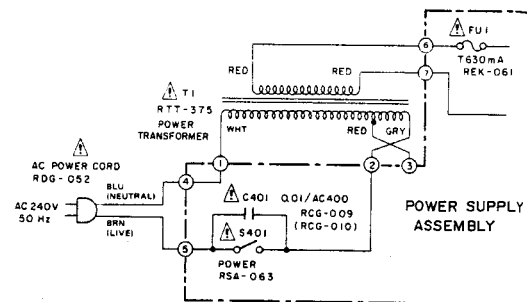 FU1
6
T630mA
REK-061
RED
RED
7
T1
RTT-375
POWER
TRANSFORMER
WHT
RED
GRY
AC POWER CORD
RDG-052
1
2
3
BLU
(NEUTRAL)
4
C401 0.01/AC400
RCG-009
(RCG-010)
AC 240V
50 Hz
BRN
(LIVE)
5
S401
POWER
RSA-063
POWER SUPPLY
ASSEMBLY